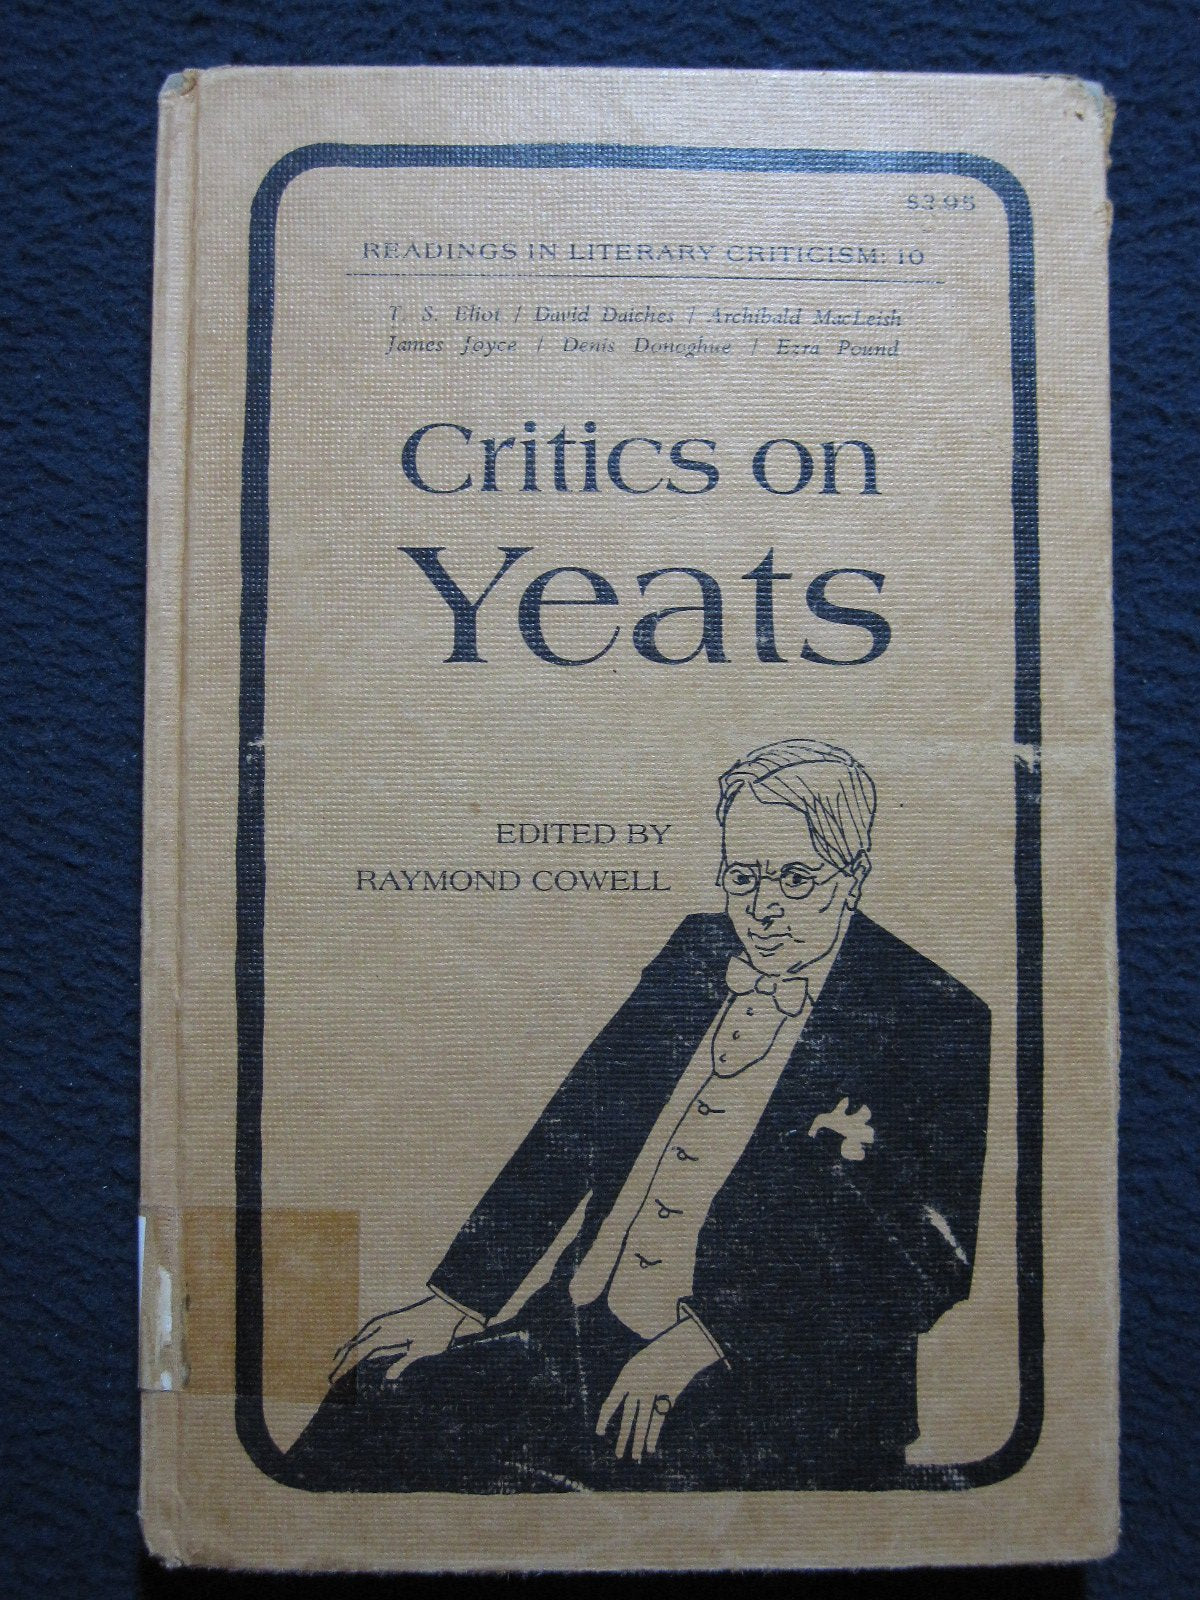 $3.95
READINGS IN LITERARY CRITICISM: 10
T. S. Eliot / David Daiches / Archibald MacLeish
James Joyce / Denis Donoghue / Ezra Pound
Critics on
Yeats
EDITED BY
RAYMOND COWELL